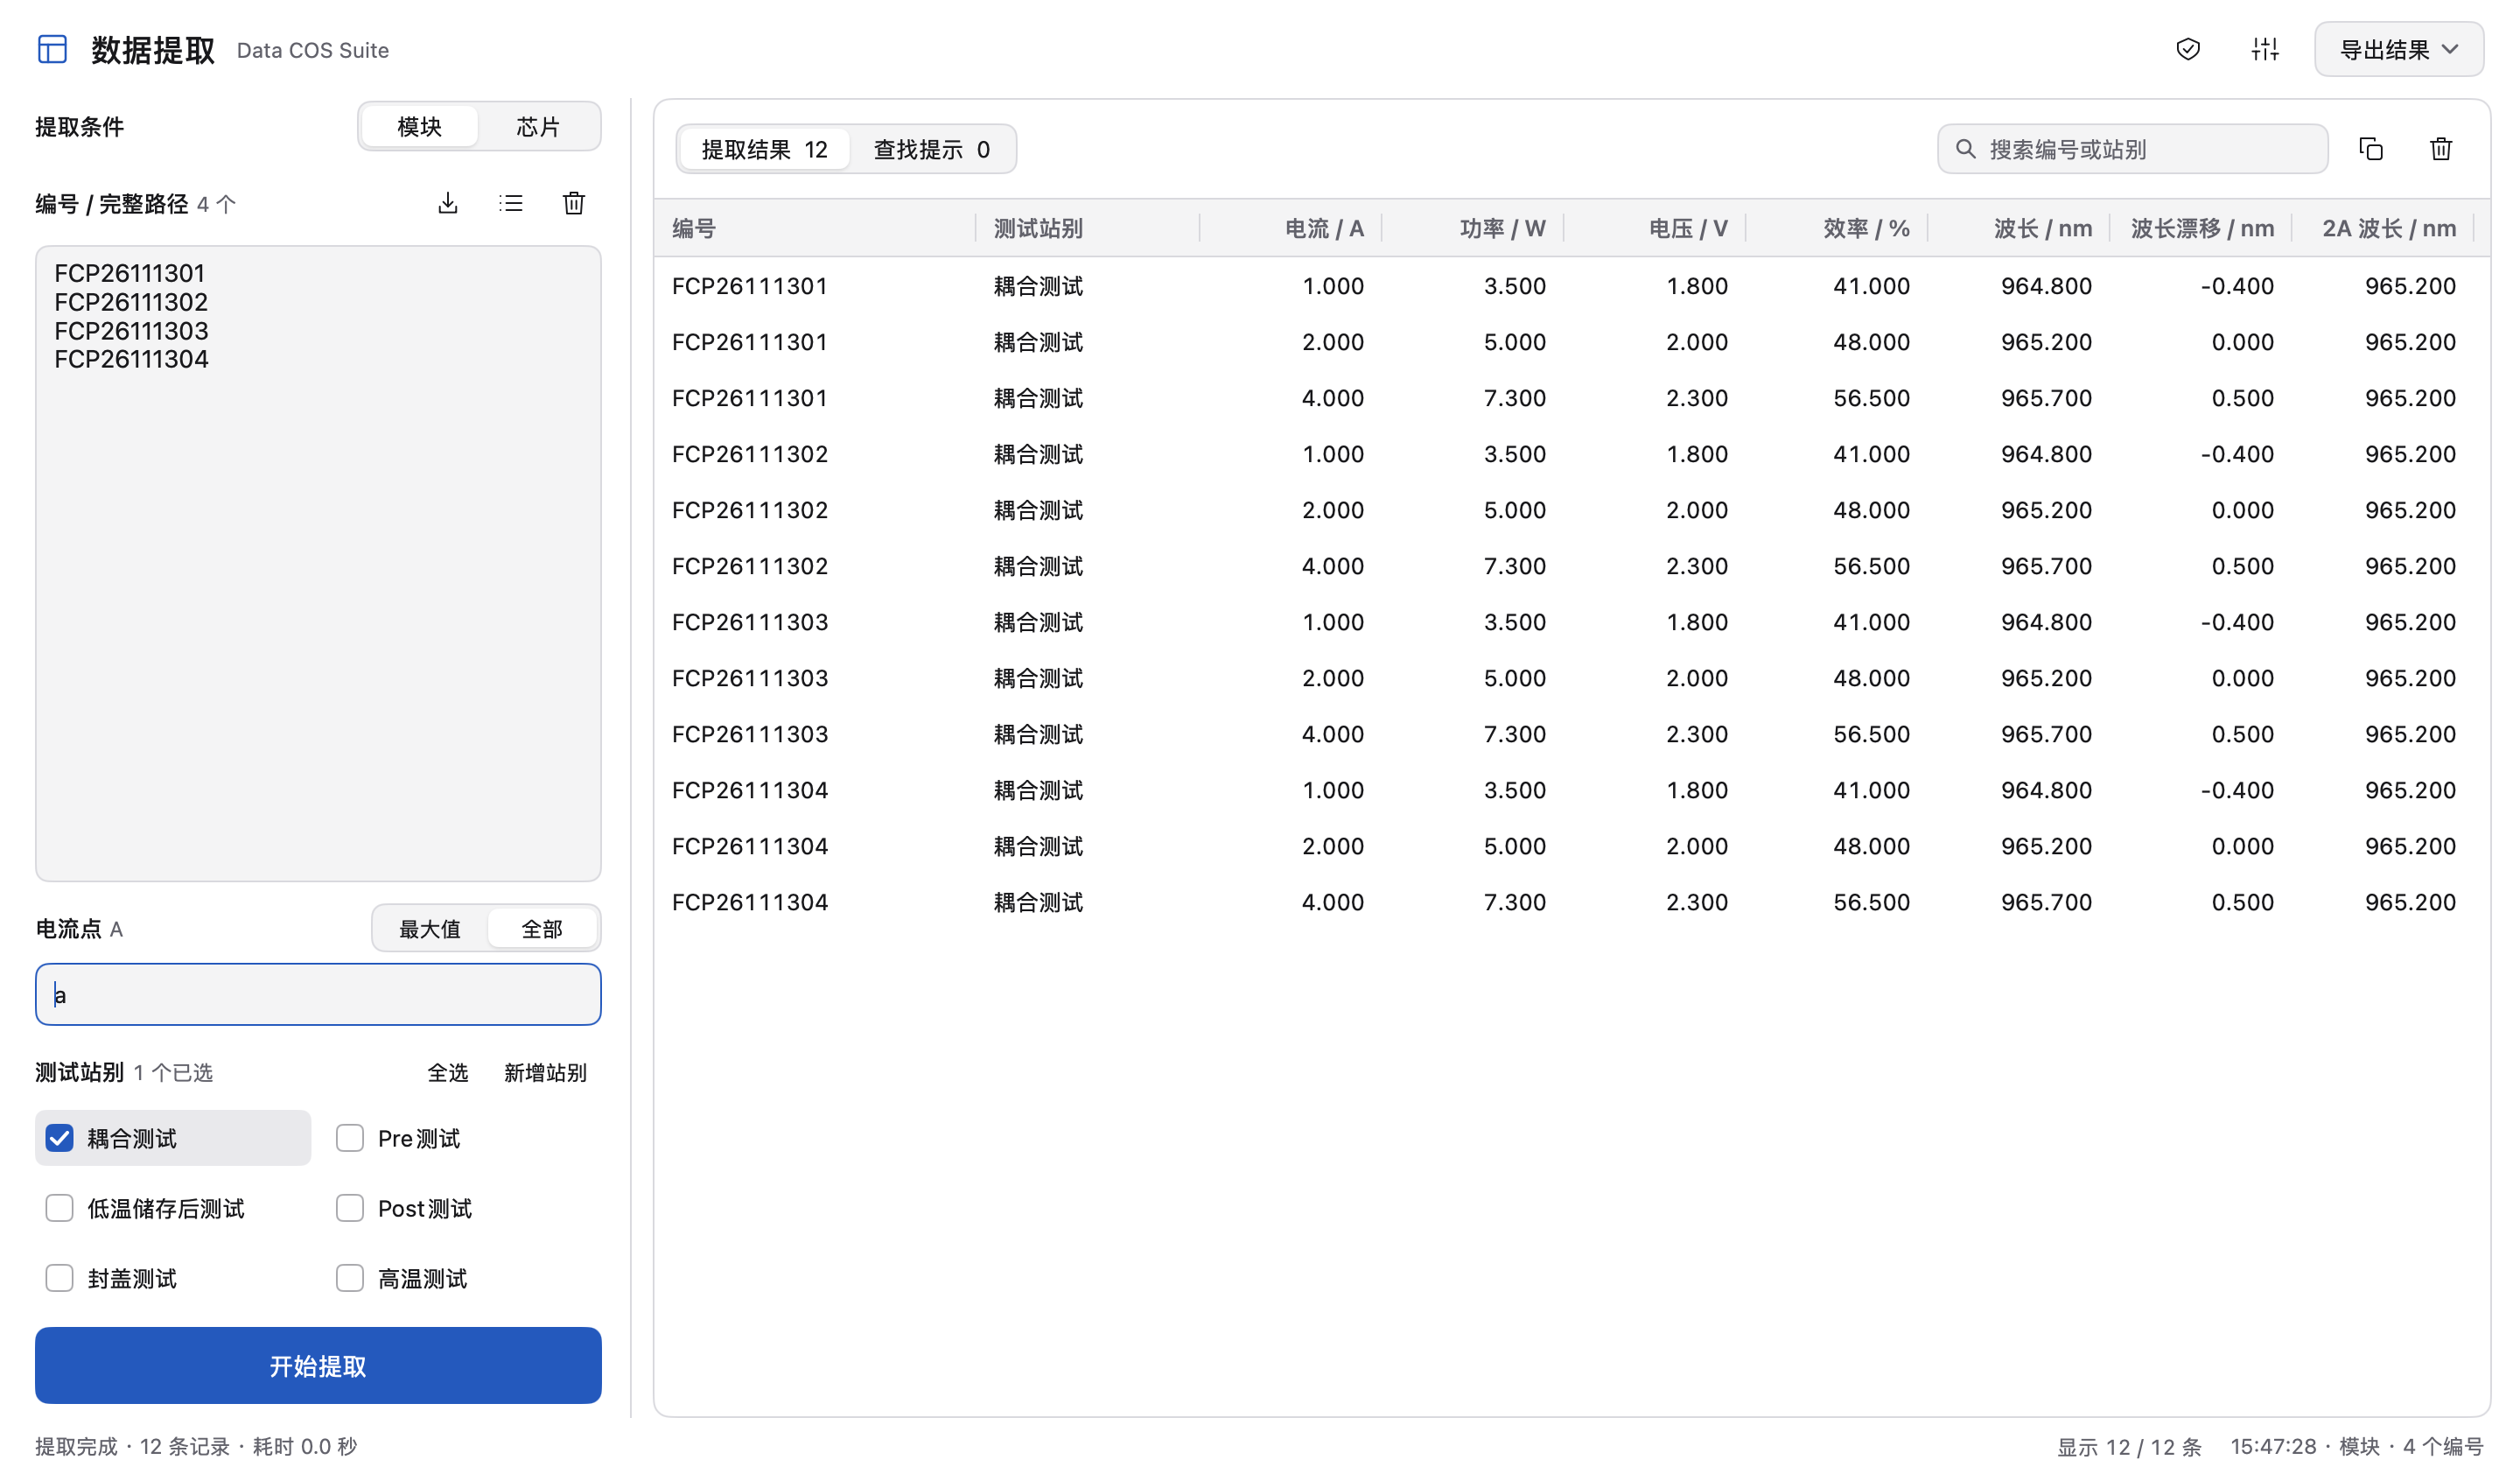 数据提取 Data COS Suite
导出结果
提取条件
模块 芯片
编号 / 完整路径 4 个
FCP26111301
FCP26111302
FCP26111303
FCP26111304
电流点 A
最大值 全部
a
测试站别 1 个已选
全选 新增站别
耦合测试 Pre 测试
低温储存后测试 Post 测试
封盖测试 高温测试
开始提取
提取完成 · 12 条记录 · 耗时 0.0 秒
提取结果 12 查找提示 0
搜索编号或站别
编号 测试站别 电流 / A 功率 / W 电压 / V 效率 / % 波长 / nm 波长漂移 / nm 2A 波长 / nm
FCP26111301 耦合测试 1.000 3.500 1.800 41.000 964.800 -0.400 965.200
FCP26111301 耦合测试 2.000 5.000 2.000 48.000 965.200 0.000 965.200
FCP26111301 耦合测试 4.000 7.300 2.300 56.500 965.700 0.500 965.200
FCP26111302 耦合测试 1.000 3.500 1.800 41.000 964.800 -0.400 965.200
FCP26111302 耦合测试 2.000 5.000 2.000 48.000 965.200 0.000 965.200
FCP26111302 耦合测试 4.000 7.300 2.300 56.500 965.700 0.500 965.200
FCP26111303 耦合测试 1.000 3.500 1.800 41.000 964.800 -0.400 965.200
FCP26111303 耦合测试 2.000 5.000 2.000 48.000 965.200 0.000 965.200
FCP26111303 耦合测试 4.000 7.300 2.300 56.500 965.700 0.500 965.200
FCP26111304 耦合测试 1.000 3.500 1.800 41.000 964.800 -0.400 965.200
FCP26111304 耦合测试 2.000 5.000 2.000 48.000 965.200 0.000 965.200
FCP26111304 耦合测试 4.000 7.300 2.300 56.500 965.700 0.500 965.200
显示 12 / 12 条 15:47:28 · 模块 · 4 个编号